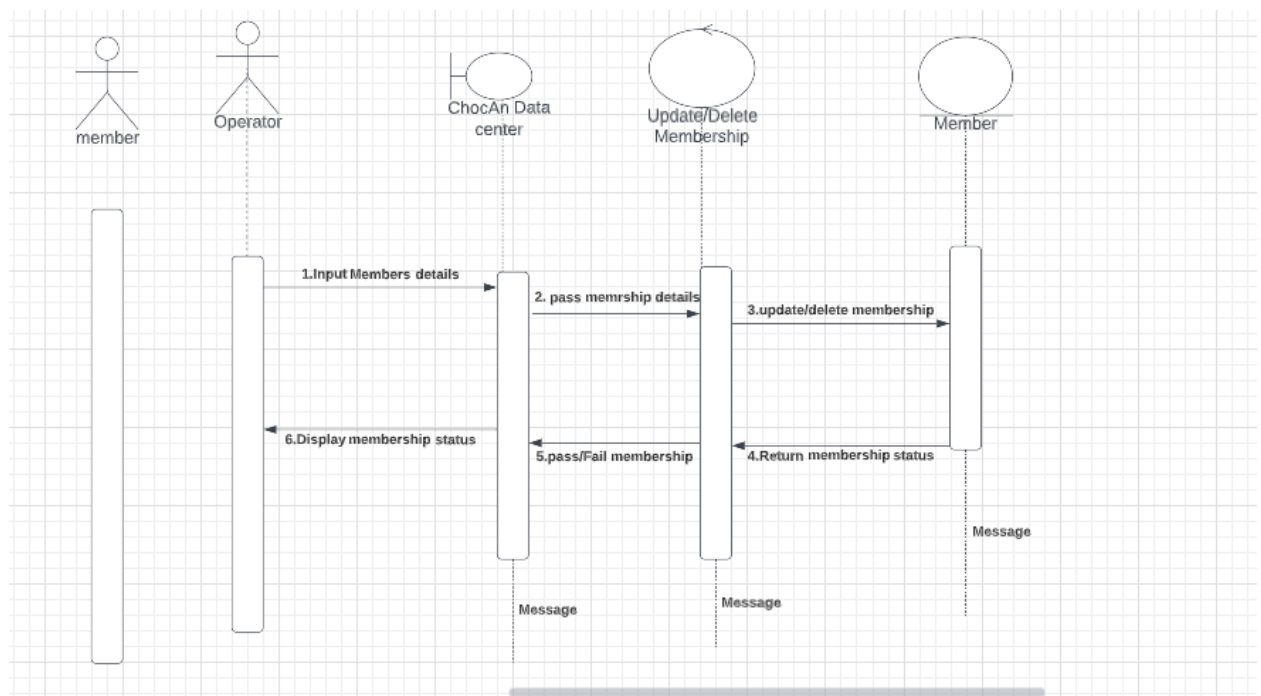 member
Operator
ChocAn Data
center
Update/Delete
Membership
Member
1.Input Members details
2. pass memrship details
3.update/delete membership
6.Display membership status
5.pass/Fail membership
4.Return membership status
Message
Message
Message